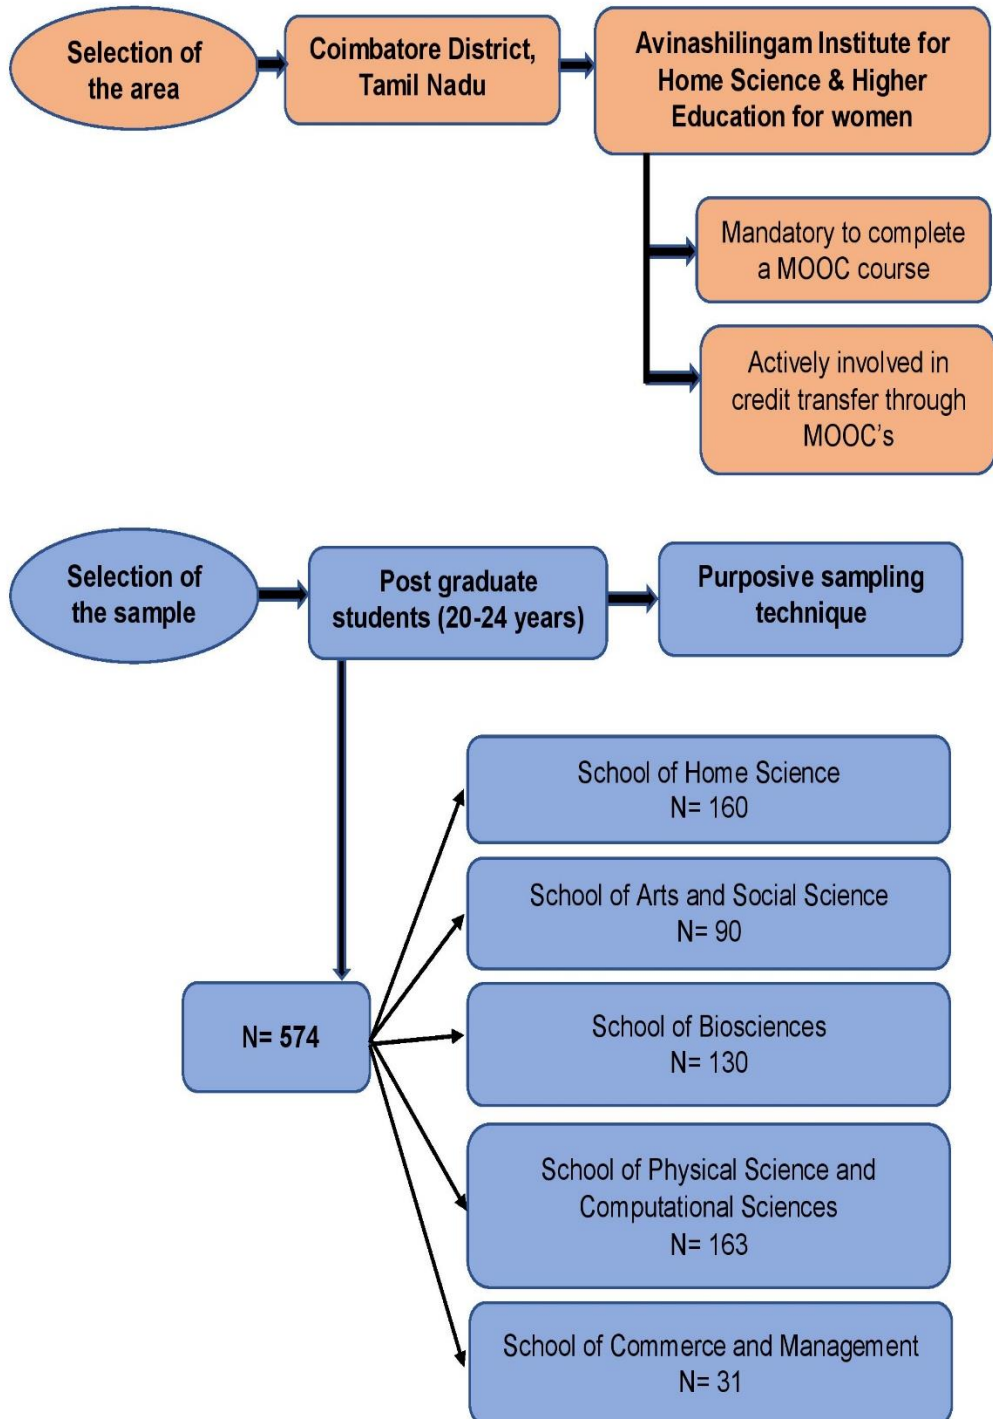 Selection of
the area
Coimbatore District,
Tamil Nadu
Avinashilingam Institute for
Home Science & Higher
Education for women
Mandatory to complete
a MOOC course
Actively involved in
credit transfer through
MOOC’s
Selection of
the sample
Post graduate
students (20-24 years)
Purposive sampling
technique
N= 574
School of Home Science
N= 160
School of Arts and Social Science
N= 90
School of Biosciences
N= 130
School of Physical Science and
Computational Sciences
N= 163
School of Commerce and Management
N= 31